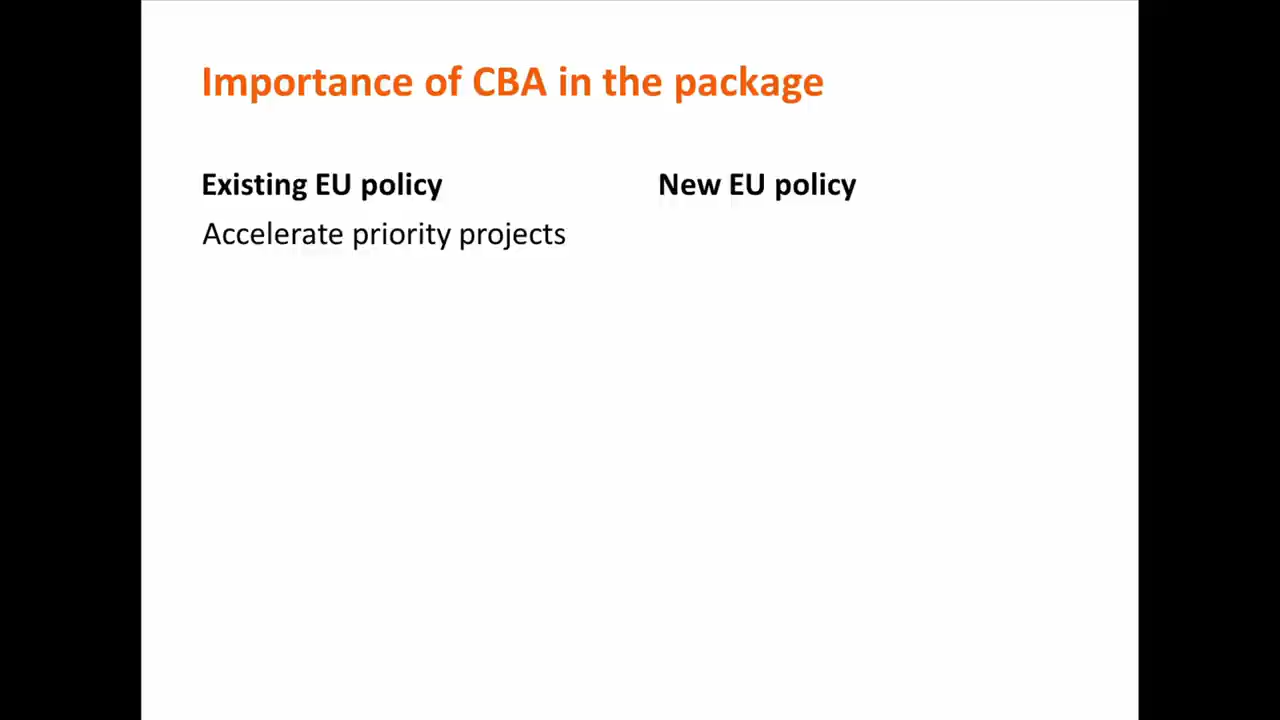 Importance of CBA in the package
Existing EU policy
New EU policy
Accelerate priority projects